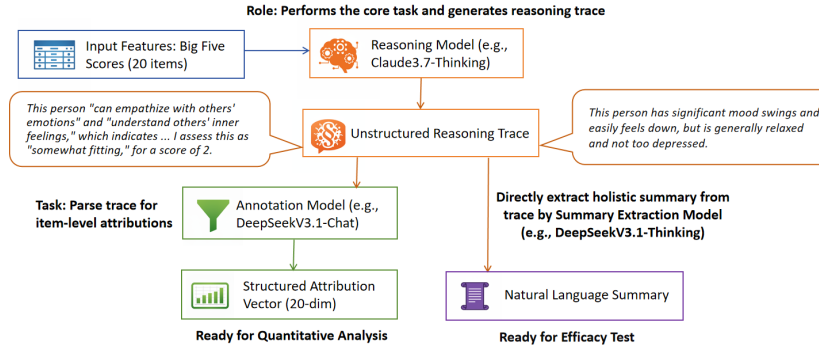 Role: Performs the core task and generates reasoning trace
Input Features: Big Five
Scores (20 items)
Reasoning Model (e.g.,
Claude3.7-Thinking)
This person "can empathize with others'
emotions" and "understand others' inner
feelings," which indicates ... I assess this as
"somewhat fitting," for a score of 2.
Unstructured Reasoning Trace
This person has significant mood swings and
easily feels down, but is generally relaxed
and not too depressed.
Task: Parse trace for
item-level attributions
Annotation Model (e.g.,
DeepSeekV3.1-Chat)
Directly extract holistic summary from
trace by Summary Extraction Model
(e.g., DeepSeekV3.1-Thinking)
Structured Attribution
Vector (20-dim)
Natural Language Summary
Ready for Quantitative Analysis
Ready for Efficacy Test